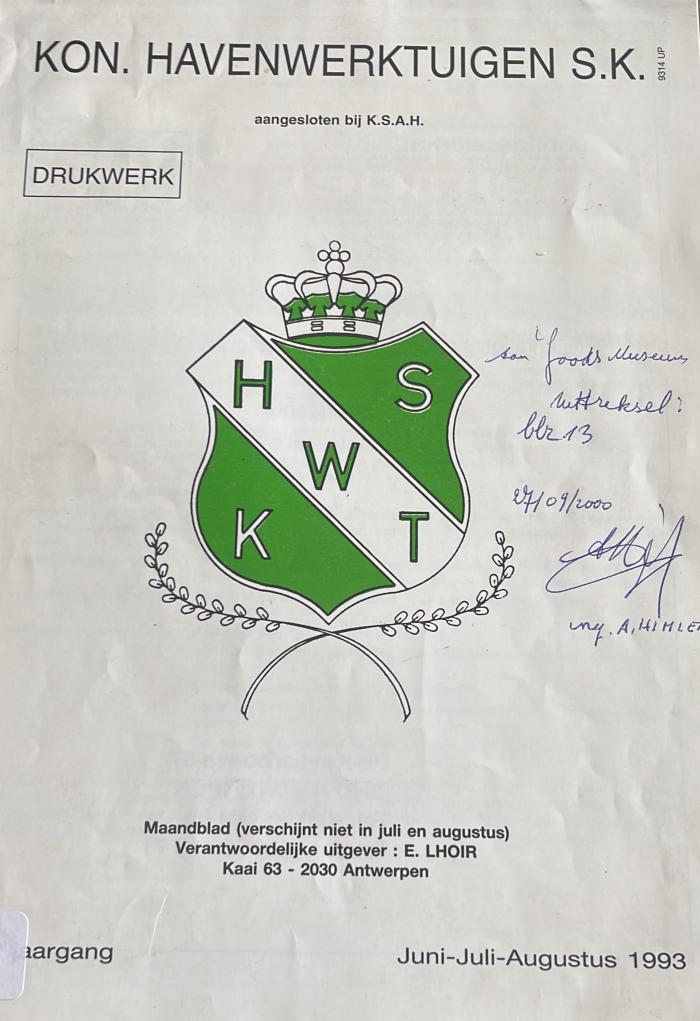 KON. HAVENWERKTUIGEN S.K.
9314 UP
aangesloten bij K.S.A.H.
DRUKWERK
H S
W
K T
aan Joods Museum
uittreksel:
blz 13
27/09/2000
ing. A. HIMLE
Maandblad (verschijnt niet in juli en augustus)
Verantwoordelijke uitgever : E. LHOIR
Kaai 63 - 2030 Antwerpen
aargang
Juni-Juli-Augustus 1993